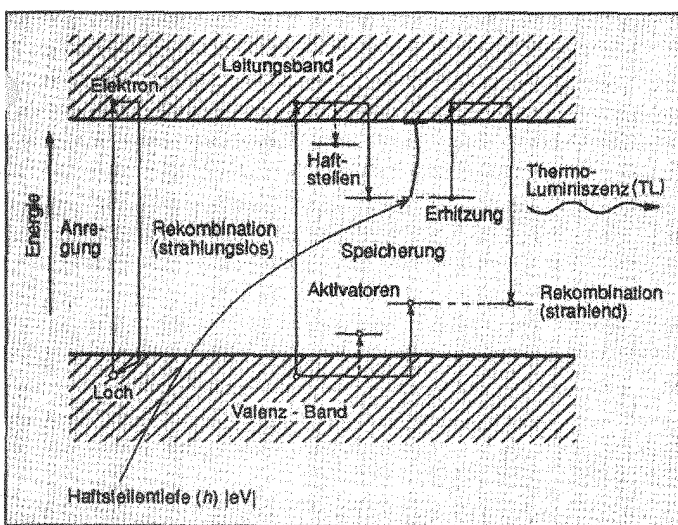 Leitungsband
Elektron
Haft-
stellen
Thermo-
Luminiszenz (TL)
Energie
Anre-
gung
Rekombination
(strahlungslos)
Erhitzung
Speicherung
Aktivatoren
Rekombination
(strahlend)
Loch
Valenz - Band
Haftstellentiefe (h) |eV|